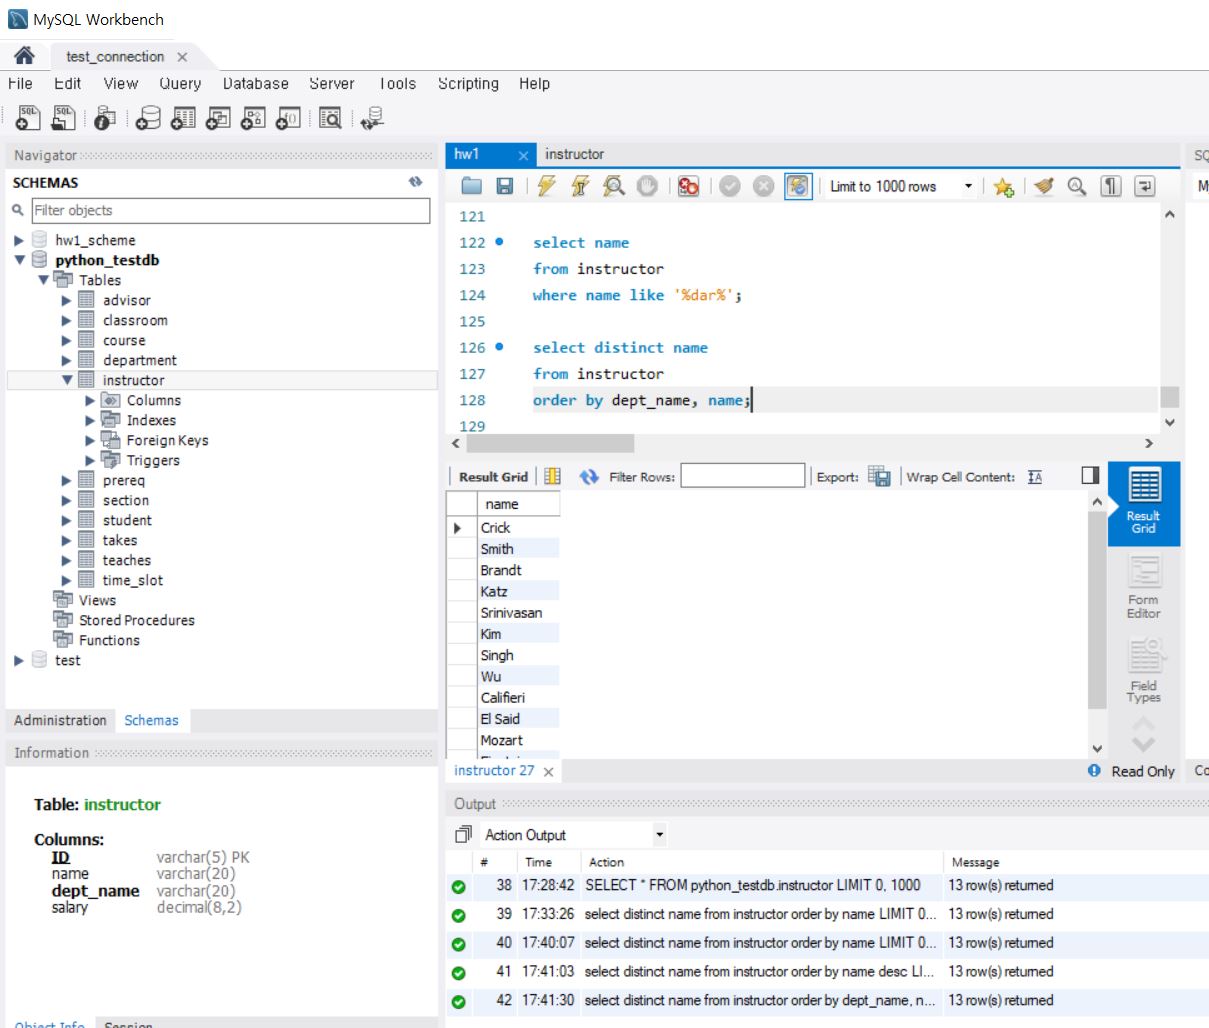 MySQL Workbench
test_connection
File Edit View Query Database Server Tools Scripting Help
Navigator
SCHEMAS
Filter objects
hw1_scheme
python_testdb
Tables
advisor
classroom
course
department
instructor
Columns
Indexes
Foreign Keys
Triggers
prereq
section
student
takes
teaches
time_slot
Views
Stored Procedures
Functions
test
Administration Schemas
Information
Table: instructor
Columns:
ID varchar(5) PK
name varchar(20)
dept_name varchar(20)
salary decimal(8,2)
Object Info Session
hw1 instructor
Limit to 1000 rows
121
122 select name
123 from instructor
124 where name like '%dar%';
125
126 select distinct name
127 from instructor
128 order by dept_name, name;
129
Result Grid Filter Rows: Export: Wrap Cell Content:
name
Crick
Smith
Brandt
Katz
Srinivasan
Kim
Singh
Wu
Califieri
El Said
Mozart
Result
Grid
Form
Editor
Field
Types
instructor 27 Read Only
Output
Action Output
# Time Action Message
38 17:28:42 SELECT * FROM python_testdb.instructor LIMIT 0, 1000 13 row(s) returned
39 17:33:26 select distinct name from instructor order by name LIMIT 0... 13 row(s) returned
40 17:40:07 select distinct name from instructor order by name LIMIT 0... 13 row(s) returned
41 17:41:03 select distinct name from instructor order by name desc LI... 13 row(s) returned
42 17:41:30 select distinct name from instructor order by dept_name, n... 13 row(s) returned